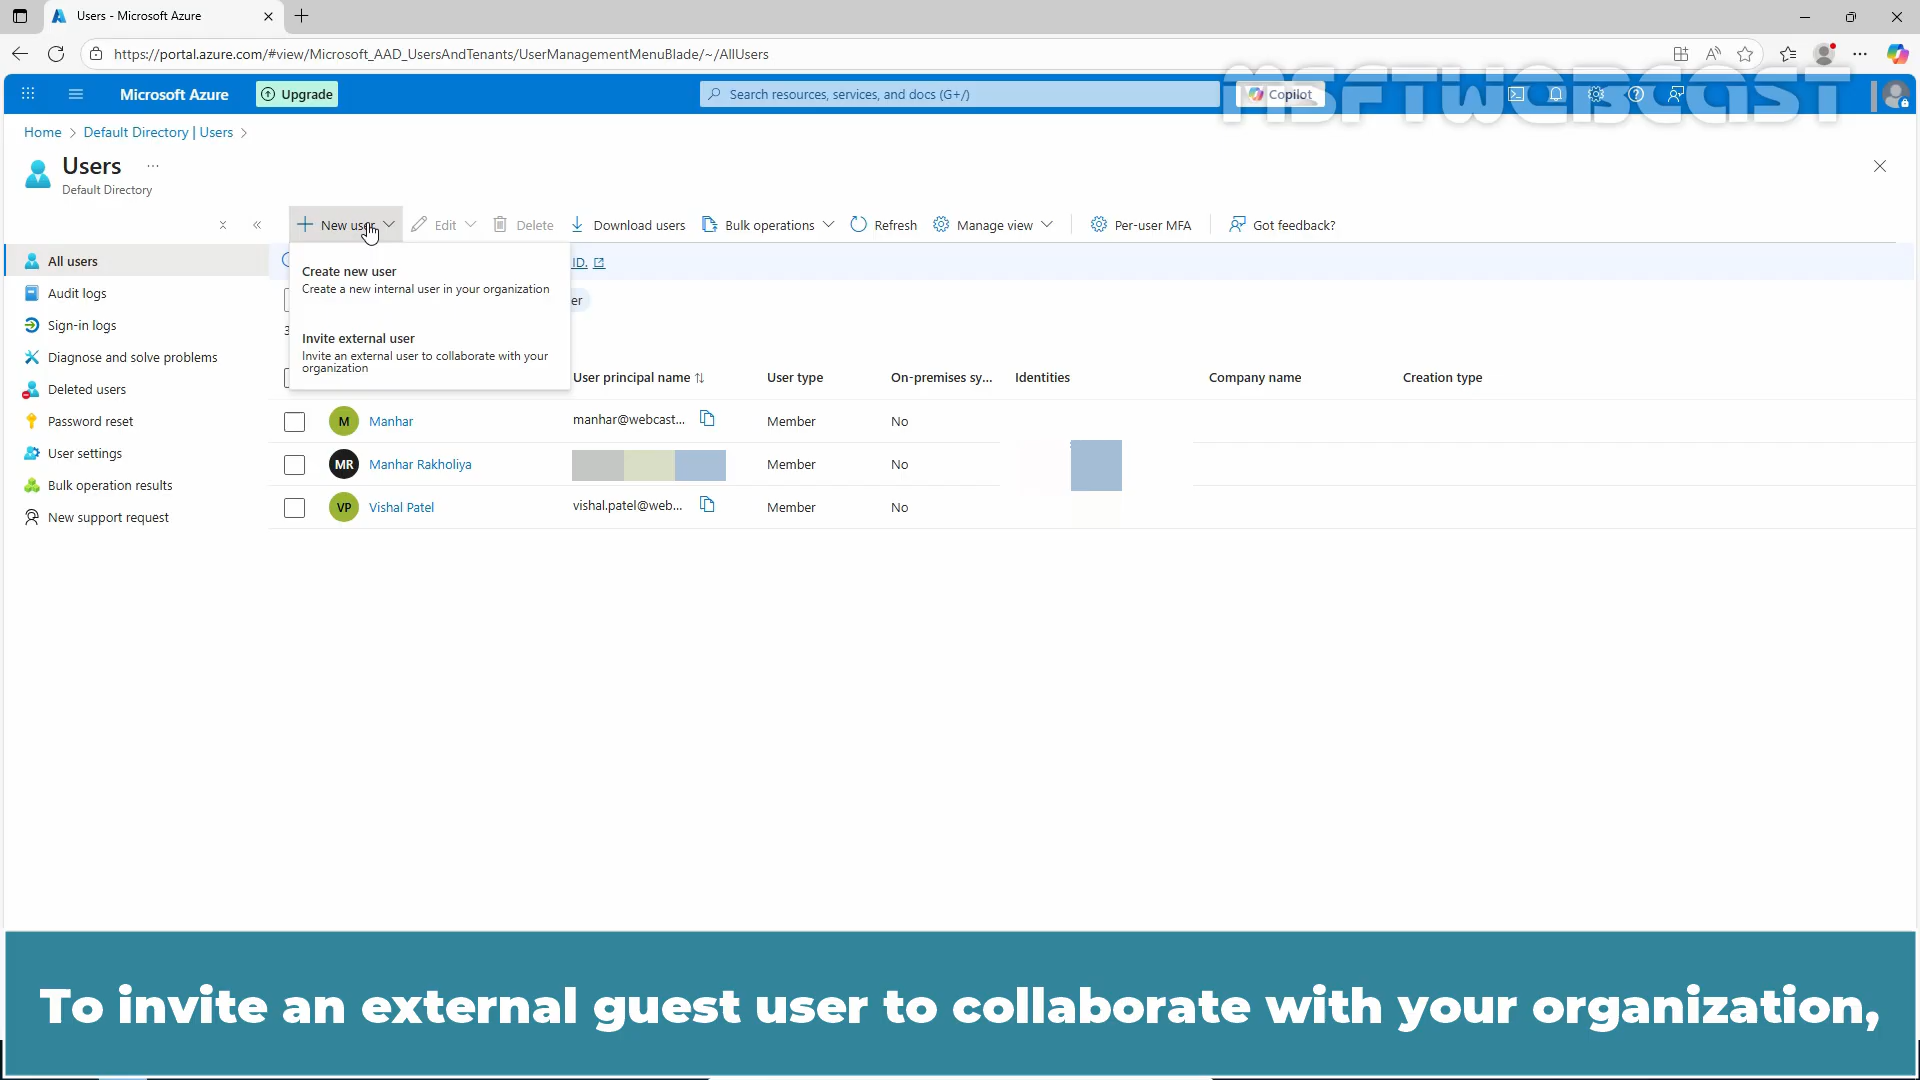 Users - Microsoft Azure
https://portal.azure.com/#view/Microsoft_AAD_UsersAndTenants/UserManagementMenuBlade/~/AllUsers
Microsoft Azure
Upgrade
Search resources, services, and docs (G+/)
Copilot
MSFTWEBCAST
Home > Default Directory | Users >
Users
Default Directory
New user
Edit
Delete
Download users
Bulk operations
Refresh
Manage view
Per-user MFA
Got feedback?
All users
Audit logs
Sign-in logs
Diagnose and solve problems
Deleted users
Password reset
User settings
Bulk operation results
New support request
Create new user
Create a new internal user in your organization
Invite external user
Invite an external user to collaborate with your
organization
ID.
er
3
User principal name
User type
On-premises sy...
Identities
Company name
Creation type
M Manhar manhar@webcast... Member No
MR Manhar Rakholiya Member No
VP Vishal Patel vishal.patel@web... Member No
To invite an external guest user to collaborate with your organization,